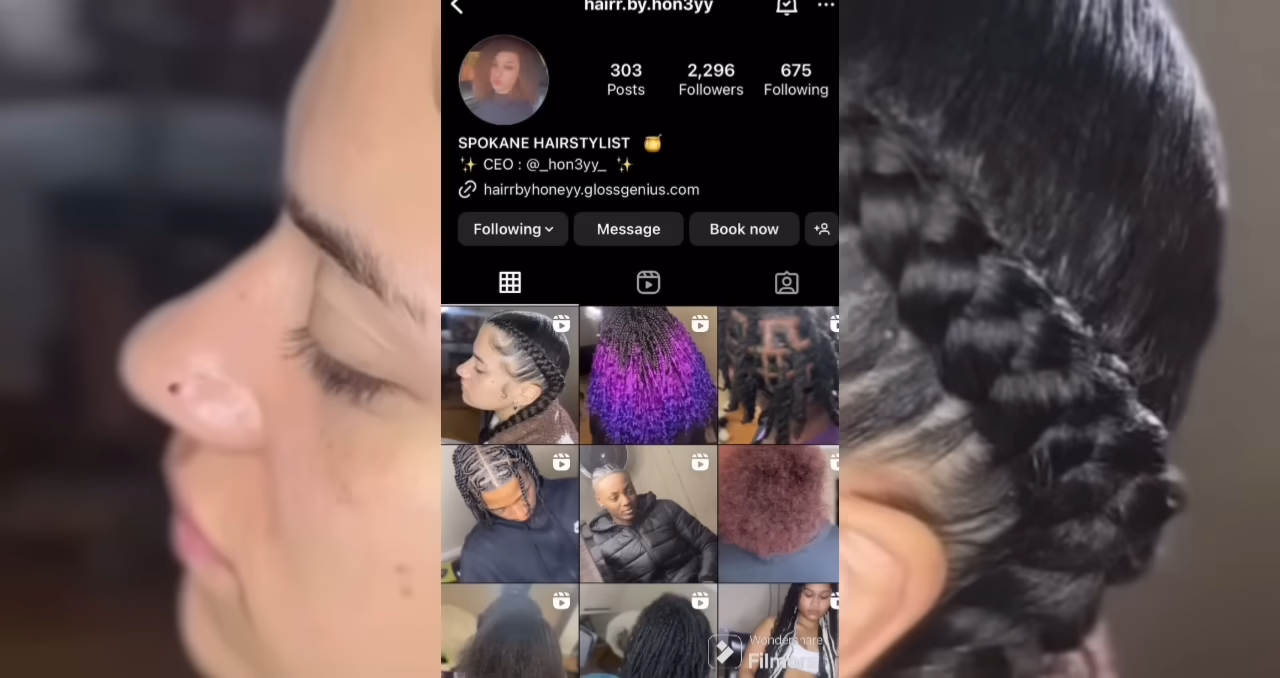 hairr.by.hon3yy
303 2,296 675
Posts Followers Following
SPOKANE HAIRSTYLIST 🍯
✨ CEO : @_hon3yy_ ✨
hairrbyhoneyy.glossgenius.com
Following Message Book now
Wondershare